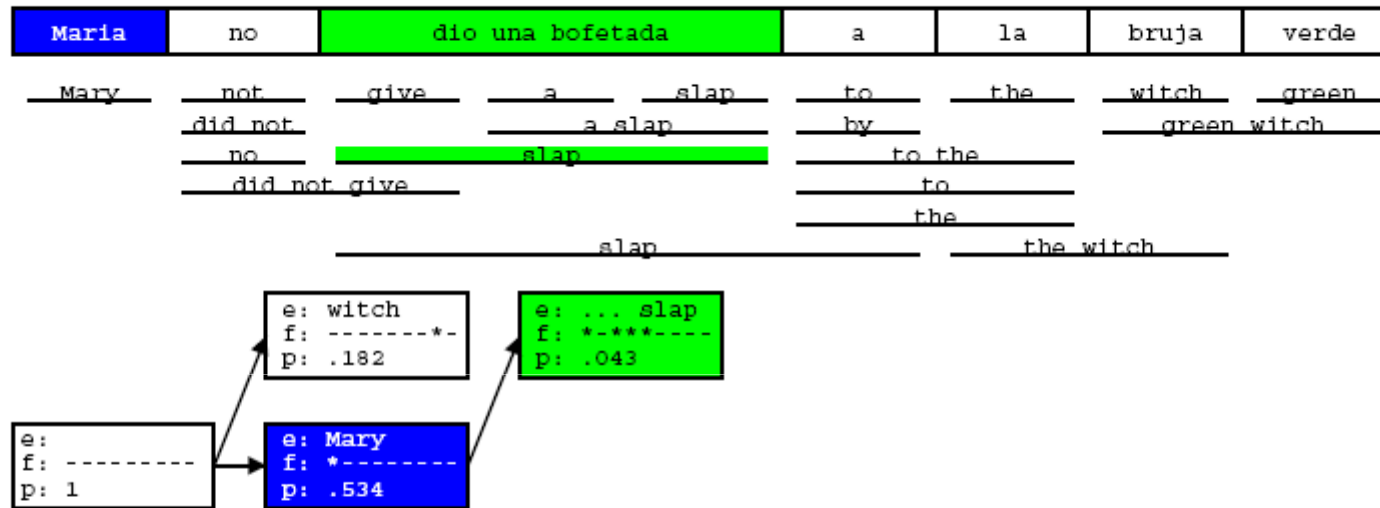 Maria no dio una bofetada a la bruja verde
Mary not give a slap to the witch green
did not a slap by green witch
no slap to the
did not give to
the
slap the witch
e: witch
f: -------*-
p: .182
e: ... slap
f: *-***----
p: .043
e:
f: ---------
p: 1
e: Mary
f: *--------
p: .534